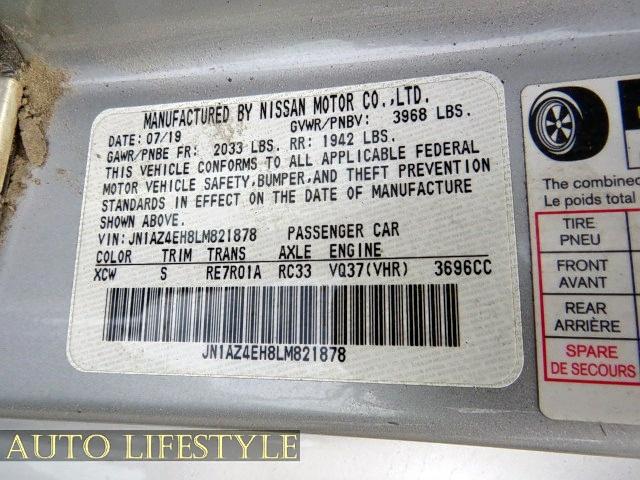 MANUFACTURED BY NISSAN MOTOR CO.,LTD.
DATE: 07/19 GVWR/PNBV: 3968 LBS.
GAWR/PNBE FR: 2033 LBS. RR: 1942 LBS.
THIS VEHICLE CONFORMS TO ALL APPLICABLE FEDERAL
MOTOR VEHICLE SAFETY, BUMPER,AND THEFT PREVENTION
STANDARDS IN EFFECT ON THE DATE OF MANUFACTURE
SHOWN ABOVE.
VIN:JN1AZ4EH8LM821878 PASSENGER CAR
COLOR TRIM TRANS AXLE ENGINE
XCW S RE7R01A RC33 VQ37(VHR) 3696CC
JN1AZ4EH8LM821878
The combined
Le poids total
TIRE
PNEU
FRONT
AVANT
REAR
ARRIÈRE
SPARE
DE SECOURS
AUTO LIFESTYLE